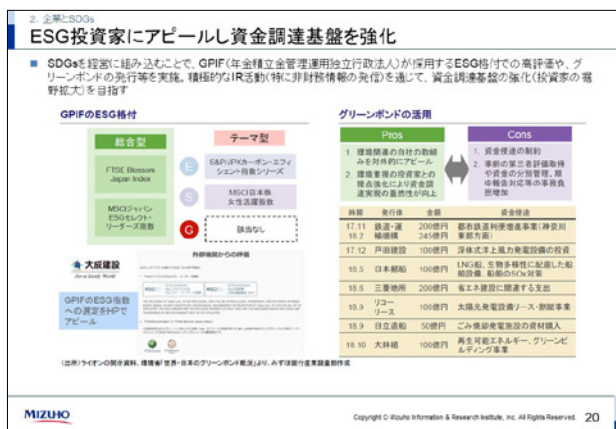 2. 企業とSDGs
ESG投資家にアピールし資金調達基盤を強化
SDGsを経営に組み込むことで、GPIF(年金積立金管理運用独立行政法人)が採用するESG格付での高評価や、グ
リーンボンドの発行等を実施。積極的なIR活動(特に非財務情報の発信)を通じて、資金調達基盤の強化(投資家の裾
野拡大)を目指す
GPIFのESG格付
総合型
テーマ型
FTSE Blossom
Japan Index
MSCIジャパン
ESGセレクト・
リーダーズ指数
E
S&P/JPXカーボン・エフィ
シェント指数シリーズ
S
MSCI日本株
女性活躍指数
G
該当なし
大成建設
For a Lively World
外部機関からの評価
GPIFのESG指数
への選定をHPで
アピール
グリーンボンドの活用
Pros
1. 環境関連の自社の取組
みを対外的にアピール
2. 環境重視の投資家との
接点強化により資金調
達実現の蓋然性が向上
Cons
1. 資金使途の制約
2. 事前の第三者評価取得
や資金の分別管理、期
中報告対応等の事務負
担増加
時期 発行体 金額 資金使途
17.11 鉄道・運 200億円 都市鉄道利便増進事業(神奈川
18.2 輸機構 245億円 東部方面)
17.12 戸田建設 100億円 浮体式洋上風力発電設備の投資
18.5 日本郵船 100億円 LNG船、生物多様性に配慮した船
舶設備、船舶のSOx対策
18.6 三菱地所 200億円 省エネ建設に関連する支出
18.9 リコー 100億円 太陽光発電設備リース・割賦事業
リース
18.9 日立造船 50億円 ごみ焼却発電施設の資材購入
18.10 大林組 100億円 再生可能エネルギー、グリーンビ
ルディング事業
(出所)ライオンの開示資料、環境省「世界・日本のグリーンボンド概況」より、みずほ銀行産業調査部作成
MIZUHO
Copyright © Mizuho Information & Research Institute, Inc. All Rights Reserved. 20